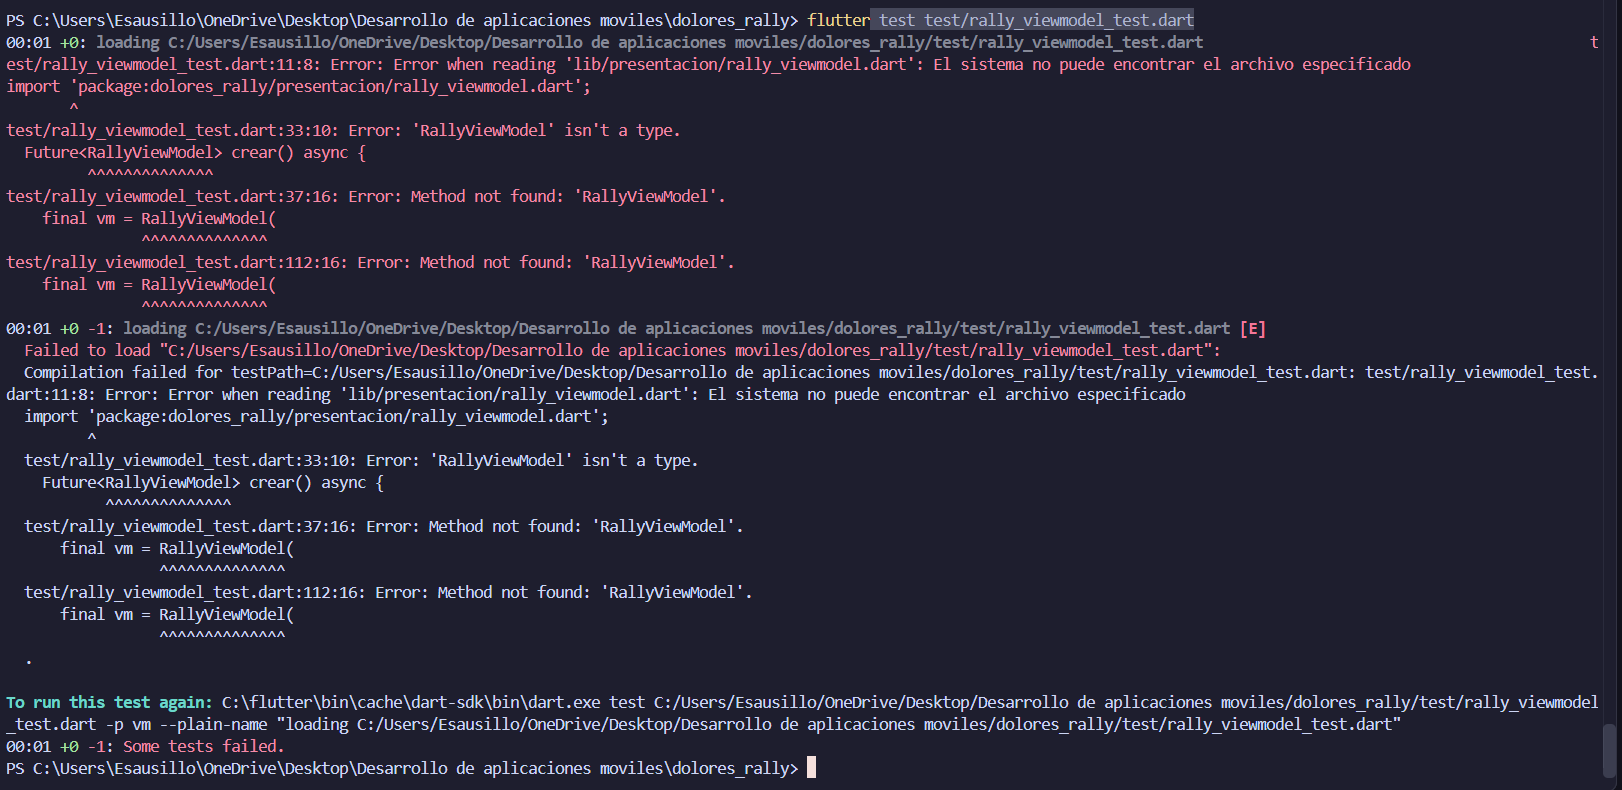 PS C:\Users\Esausillo\OneDrive\Desktop\Desarrollo de aplicaciones moviles\dolores_rally> flutter test test/rally_viewmodel_test.dart
00:01 +0: loading C:/Users/Esausillo/OneDrive/Desktop/Desarrollo de aplicaciones moviles/dolores_rally/test/rally_viewmodel_test.dart t
est/rally_viewmodel_test.dart:11:8: Error: Error when reading 'lib/presentacion/rally_viewmodel.dart': El sistema no puede encontrar el archivo especificado
import 'package:dolores_rally/presentacion/rally_viewmodel.dart';
^
test/rally_viewmodel_test.dart:33:10: Error: 'RallyViewModel' isn't a type.
Future<RallyViewModel> crear() async {
^^^^^^^^^^^^^^
test/rally_viewmodel_test.dart:37:16: Error: Method not found: 'RallyViewModel'.
final vm = RallyViewModel(
^^^^^^^^^^^^^^
test/rally_viewmodel_test.dart:112:16: Error: Method not found: 'RallyViewModel'.
final vm = RallyViewModel(
^^^^^^^^^^^^^^
00:01 +0 -1: loading C:/Users/Esausillo/OneDrive/Desktop/Desarrollo de aplicaciones moviles/dolores_rally/test/rally_viewmodel_test.dart [E]
Failed to load "C:/Users/Esausillo/OneDrive/Desktop/Desarrollo de aplicaciones moviles/dolores_rally/test/rally_viewmodel_test.dart":
Compilation failed for testPath=C:/Users/Esausillo/OneDrive/Desktop/Desarrollo de aplicaciones moviles/dolores_rally/test/rally_viewmodel_test.dart: test/rally_viewmodel_test.
dart:11:8: Error: Error when reading 'lib/presentacion/rally_viewmodel.dart': El sistema no puede encontrar el archivo especificado
import 'package:dolores_rally/presentacion/rally_viewmodel.dart';
^
test/rally_viewmodel_test.dart:33:10: Error: 'RallyViewModel' isn't a type.
Future<RallyViewModel> crear() async {
^^^^^^^^^^^^^^
test/rally_viewmodel_test.dart:37:16: Error: Method not found: 'RallyViewModel'.
final vm = RallyViewModel(
^^^^^^^^^^^^^^
test/rally_viewmodel_test.dart:112:16: Error: Method not found: 'RallyViewModel'.
final vm = RallyViewModel(
^^^^^^^^^^^^^^
.
To run this test again: C:\flutter\bin\cache\dart-sdk\bin\dart.exe test C:/Users/Esausillo/OneDrive/Desktop/Desarrollo de aplicaciones moviles/dolores_rally/test/rally_viewmodel
_test.dart -p vm --plain-name "loading C:/Users/Esausillo/OneDrive/Desktop/Desarrollo de aplicaciones moviles/dolores_rally/test/rally_viewmodel_test.dart"
00:01 +0 -1: Some tests failed.
PS C:\Users\Esausillo\OneDrive\Desktop\Desarrollo de aplicaciones moviles\dolores_rally>